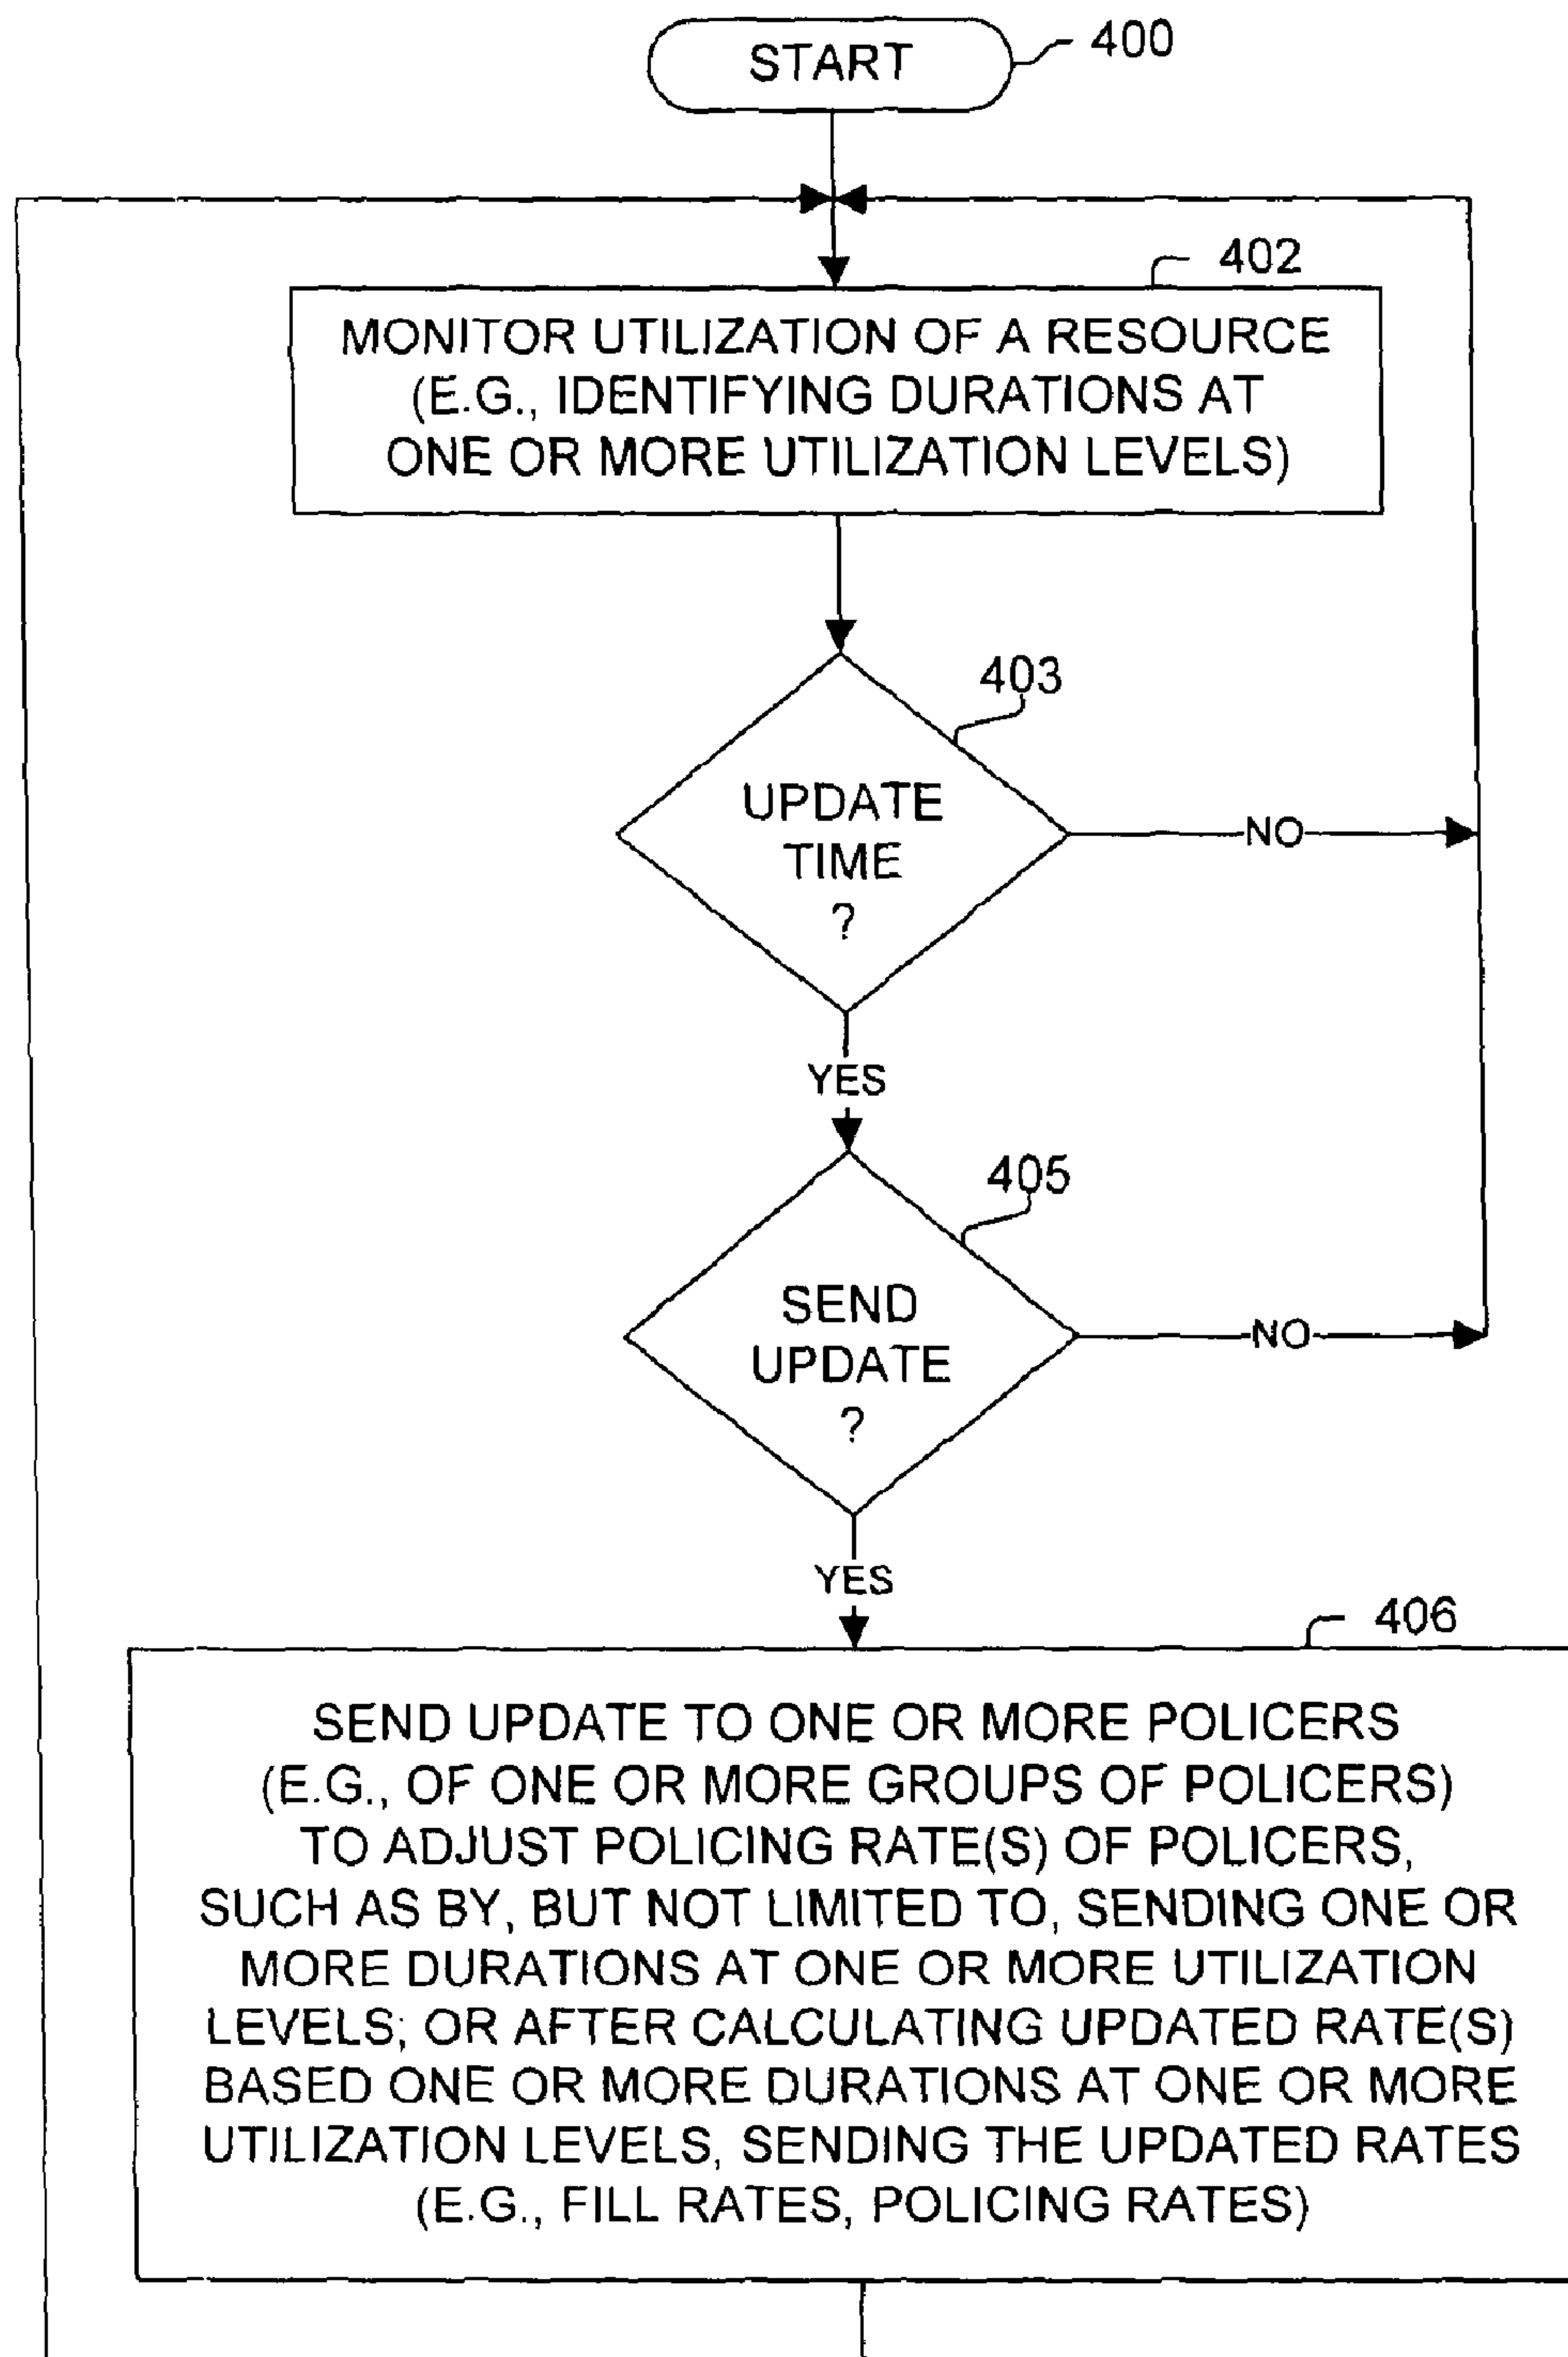 START
400
402
MONITOR UTILIZATION OF A RESOURCE
(E.G., IDENTIFYING DURATIONS AT
ONE OR MORE UTILIZATION LEVELS)
403
UPDATE
TIME
?
NO
YES
405
SEND
UPDATE
?
NO
YES
406
SEND UPDATE TO ONE OR MORE POLICERS
(E.G., OF ONE OR MORE GROUPS OF POLICERS)
TO ADJUST POLICING RATE(S) OF POLICERS,
SUCH AS BY, BUT NOT LIMITED TO, SENDING ONE OR
MORE DURATIONS AT ONE OR MORE UTILIZATION
LEVELS; OR AFTER CALCULATING UPDATED RATE(S)
BASED ONE OR MORE DURATIONS AT ONE OR MORE
UTILIZATION LEVELS, SENDING THE UPDATED RATES
(E.G., FILL RATES, POLICING RATES)